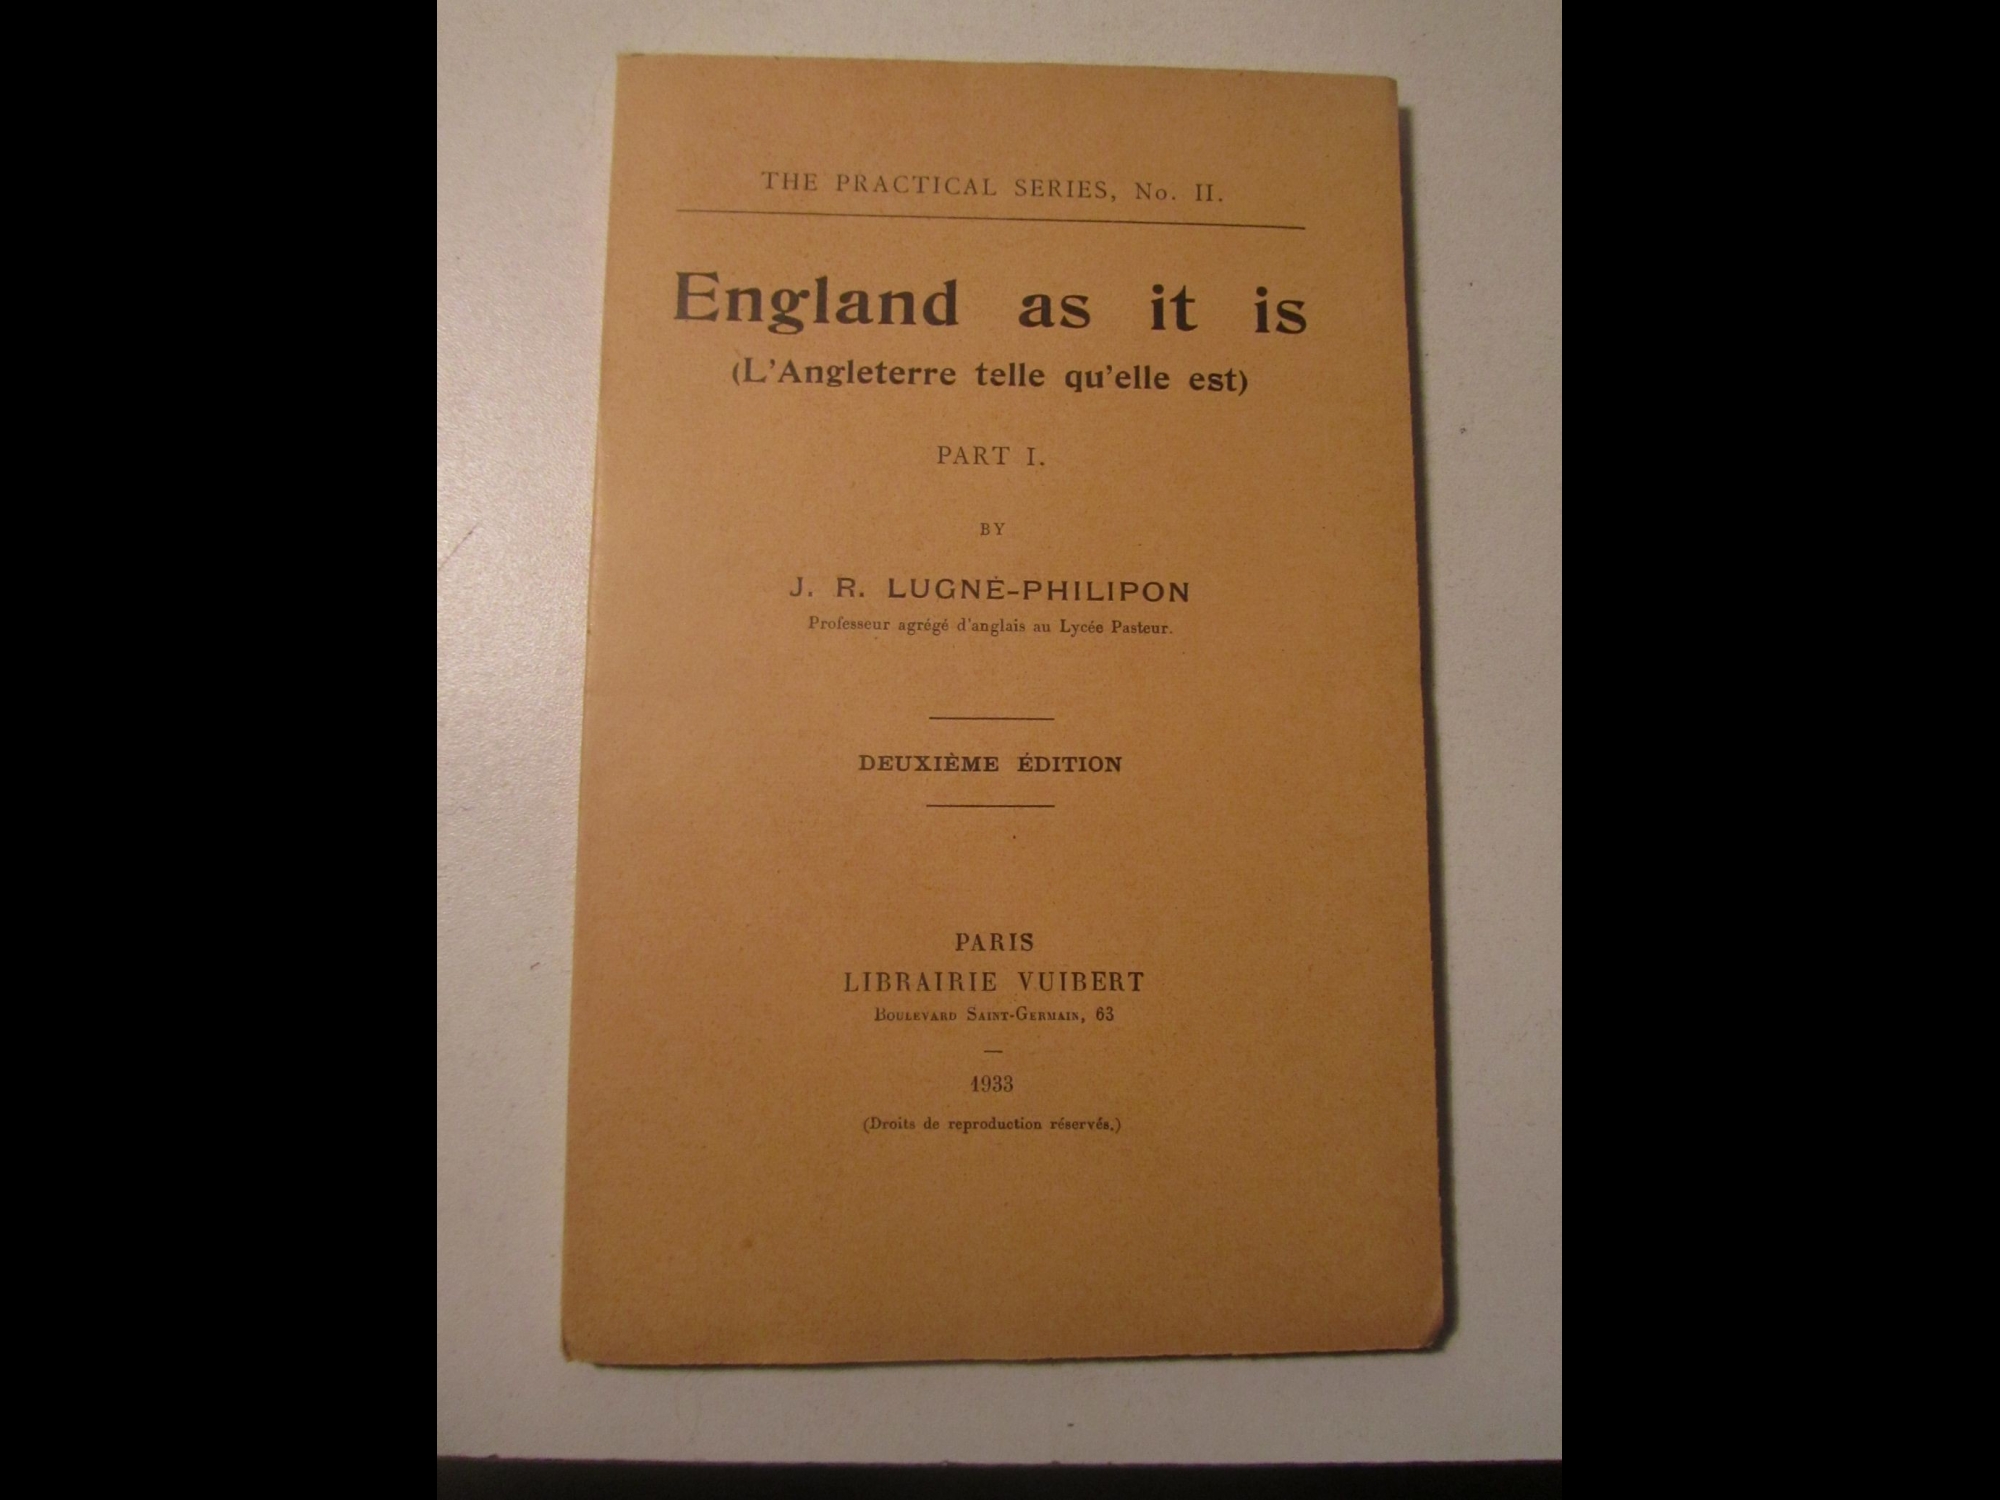 THE PRACTICAL SERIES, No. II.
England as it is
(L'Angleterre telle qu'elle est)
PART I.
BY
J. R. LUGNÉ-PHILIPON
Professeur agrégé d'anglais au Lycée Pasteur.
DEUXIÈME ÉDITION
PARIS
LIBRAIRIE VUIBERT
Boulevard Saint-Germain, 63
1933
(Droits de reproduction réservés.)